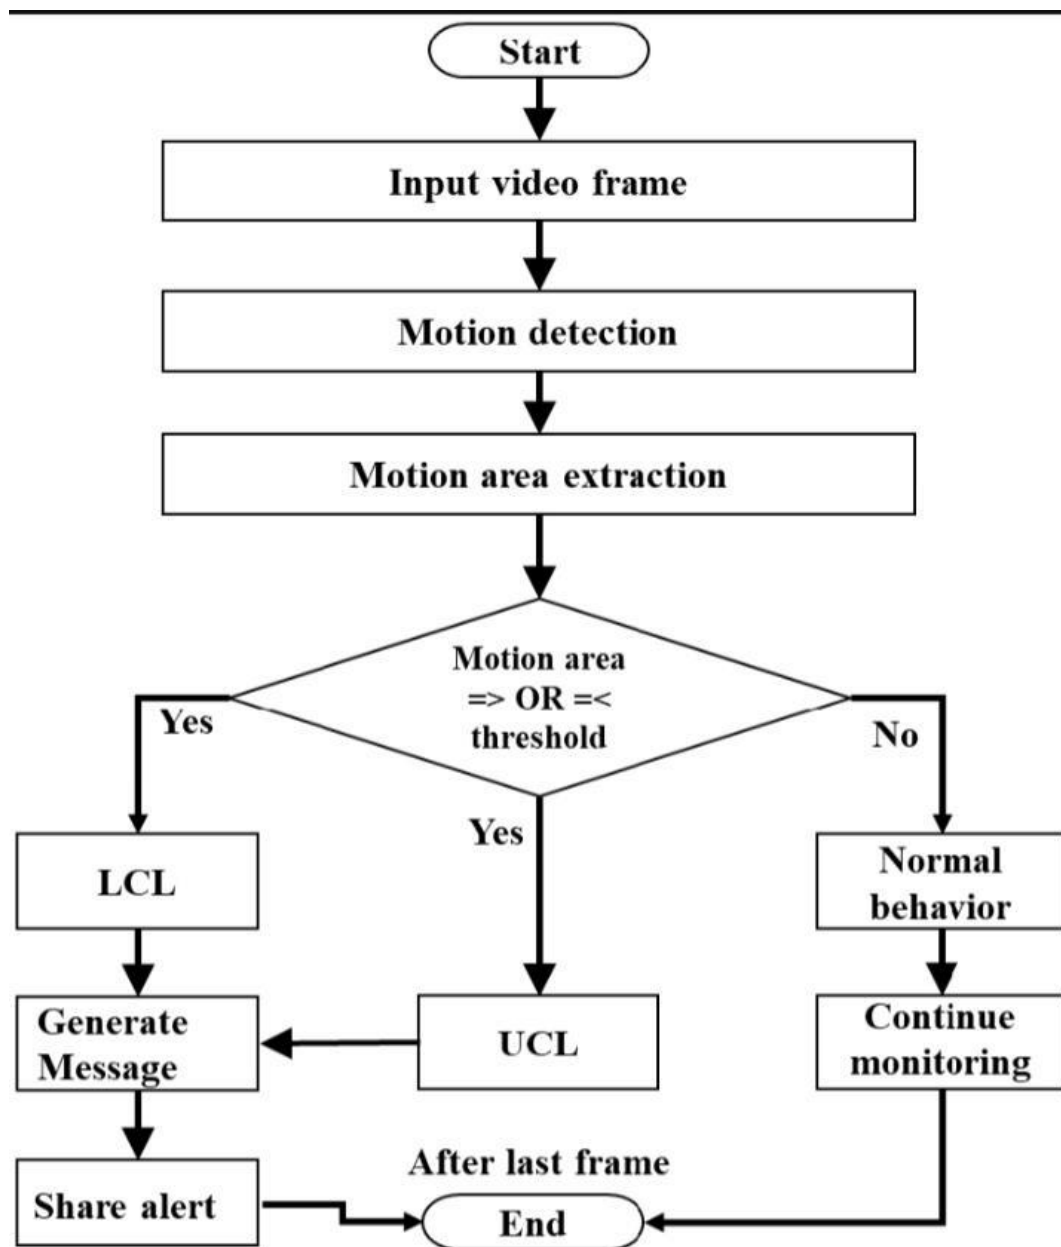 Start
Input video frame
Motion detection
Motion area extraction
Motion area
=> OR =<
threshold
Yes
No
Yes
LCL
Normal
behavior
Generate
Message
UCL
Continue
monitoring
Share alert
After last frame
End